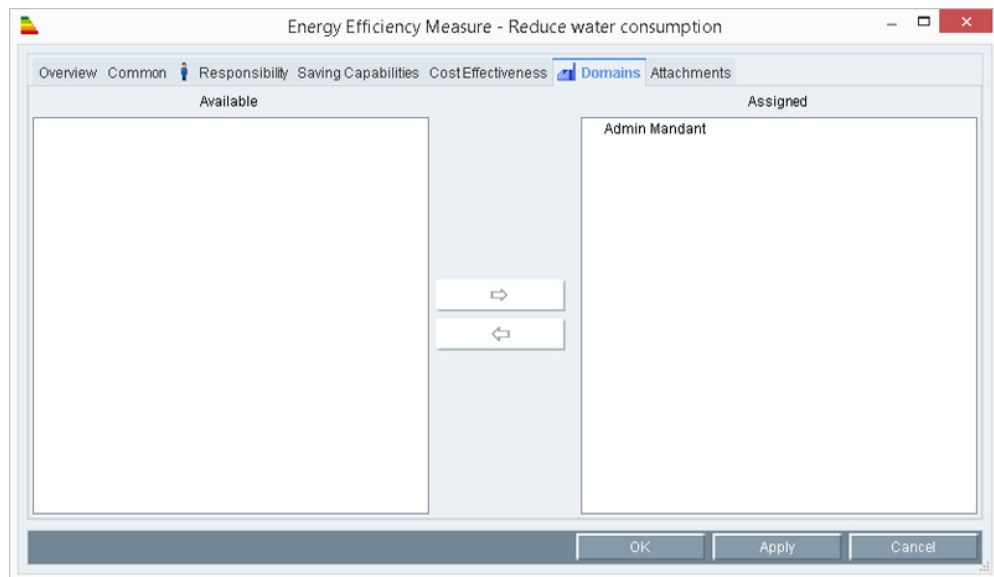 Energy Efficiency Measure - Reduce water consumption
Overview Common Responsibility Saving Capabilities Cost Effectiveness Domains Attachments
Available Assigned
Admin Mandant
OK Apply Cancel